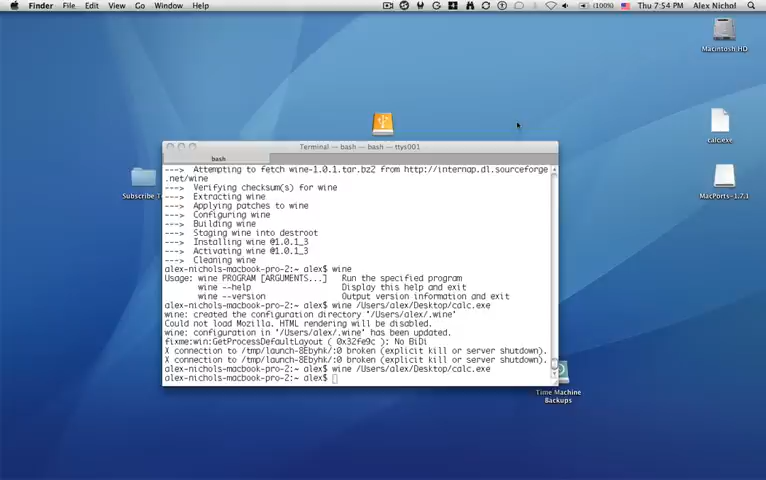 Finder File Edit View Go Window Help (100%) Thu 7:54 PM Alex Nichol
Macintosh HD
calc.exe
MacPorts-1.7.1
Subscribe T
Time Machine
Backups
Terminal — bash — bash — ttys001
bash
---> Attempting to fetch wine-1.0.1.tar.bz2 from http://internap.dl.sourceforge
.net/wine
---> Verifying checksum(s) for wine
---> Extracting wine
---> Applying patches to wine
---> Configuring wine
---> Building wine
---> Staging wine into destroot
---> Installing wine @1.0.1_3
---> Activating wine @1.0.1_3
---> Cleaning wine
alex-nichols-macbook-pro-2:~ alex$ wine
Usage: wine PROGRAM [ARGUMENTS...] Run the specified program
wine --help Display this help and exit
wine --version Output version information and exit
alex-nichols-macbook-pro-2:~ alex$ wine /Users/alex/Desktop/calc.exe
wine: created the configuration directory '/Users/alex/.wine'
Could not load Mozilla. HTML rendering will be disabled.
wine: configuration in '/Users/alex/.wine' has been updated.
fixme:win:GetProcessDefaultLayout ( 0x32fe9c ): No BiDi
X connection to /tmp/launch-8Ebyhk/:0 broken (explicit kill or server shutdown).
X connection to /tmp/launch-8Ebyhk/:0 broken (explicit kill or server shutdown).
alex-nichols-macbook-pro-2:~ alex$ wine /Users/alex/Desktop/calc.exe
alex-nichols-macbook-pro-2:~ alex$